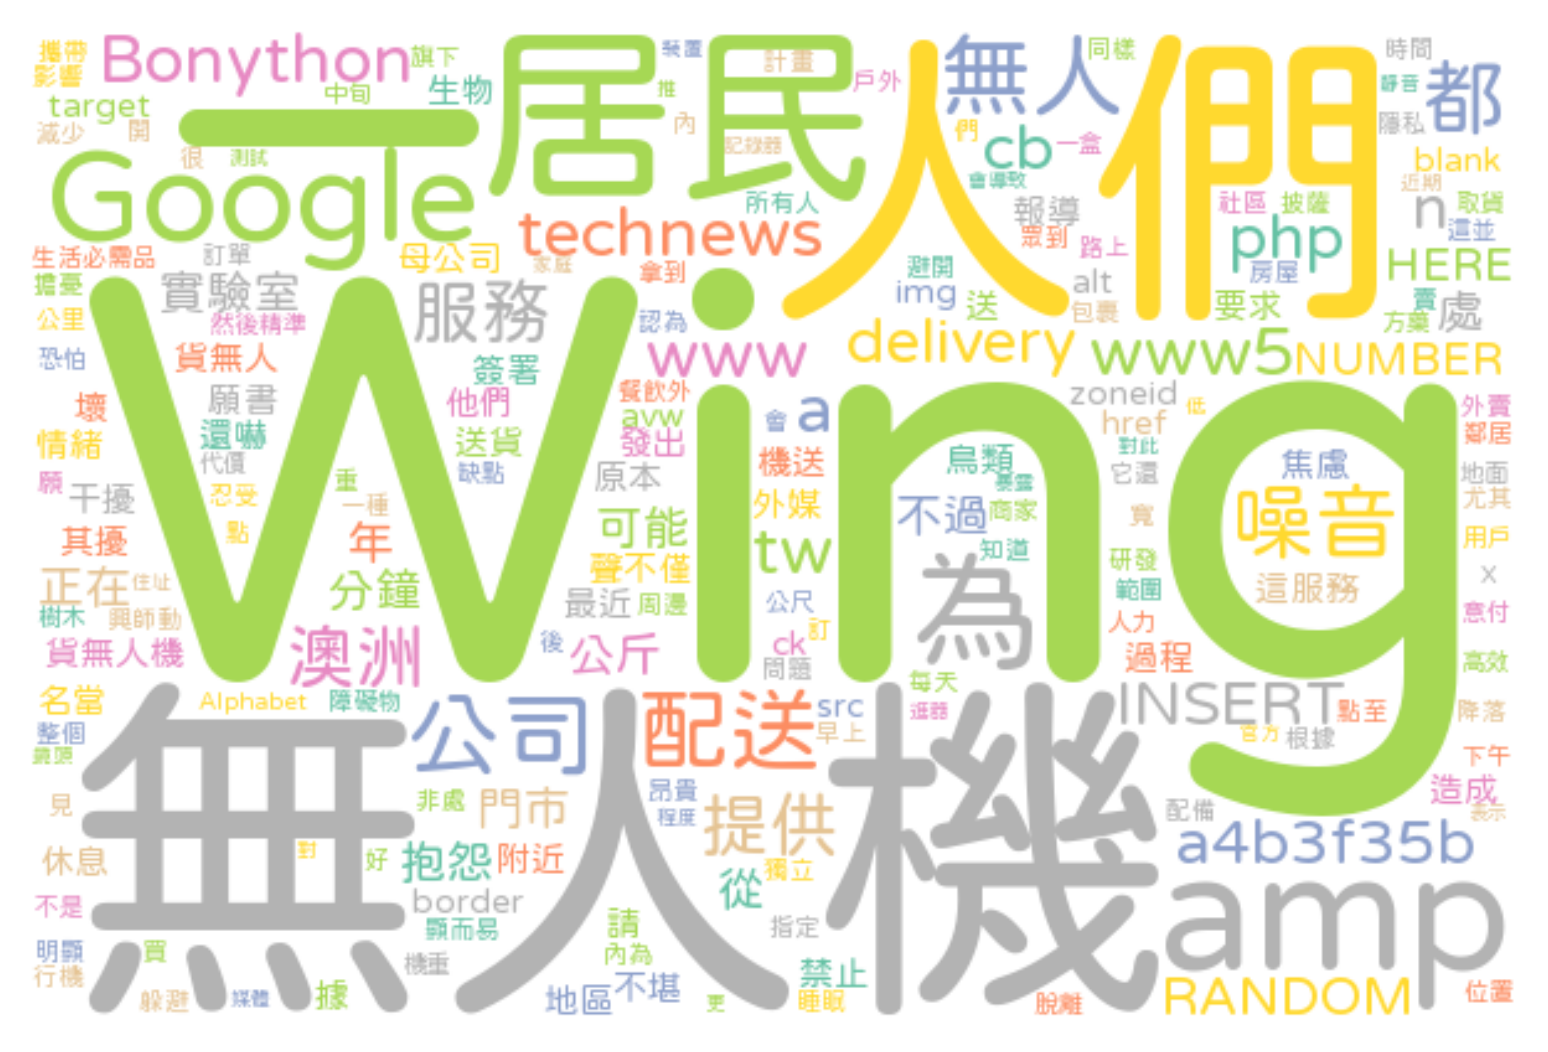 攜帶
影響
Bonython
旗下
target
中旬
生物
減少
開
一
很
測試
Google
居民
裝置
計畫
推
戶外
內
記錄器
所有人
technews
人們
無人
同樣
時間
靜音
都
隱私
們
cb
一盒
會導致
blank
近期
報導
眾到
社區
披薩
n
取貨
這並
路上
php
HERE
生活必需品
訂單
母公司
家庭
拿到
避開
img
送
alt
包裹
房屋
要求
賣
處
方藥
擔憂
實驗室
公里
然後精準
服務
認為
恐怕
貨無人
簽署
www
delivery
www5
NUMBER
Wing
壞
願書
他們
餐飲外
avw
會
a
zoneid
href
低
外賣
情緒
還嚇
送貨
發出
機送
鳥類
對此
焦慮
鄰居
代價
缺點
原本
它還
地面
願
干擾
忍受
重
一種
外媒
不過
商家
寬
噪音
尤其
點
其擾
年
可能
tw
知道
用戶
正在
住址
分鐘
聲不僅
研發
範圍
這服務
x
樹木
興師動
最近
周邊
公尺
訂
為
人力
意付
貨無人機
澳洲
後
公斤
ck
問題
過程
高效
名當
Alphabet
障礙物
每天
整個
公司
配送
src
早上
INSERT
點至
降落
官方
根據
下午
無人機
見
非處
門市
昂貴
程度
提供
配備
造成
表示
休息
對
好
抱怨
附近
從
獨立
a4b3f35b
不是
border
顯而易
請
指定
amp
明顯
買
行機
機重
內為
禁止
躲避
媒體
據
地區
不堪
更
睡眠
脫離
RANDOM
位置